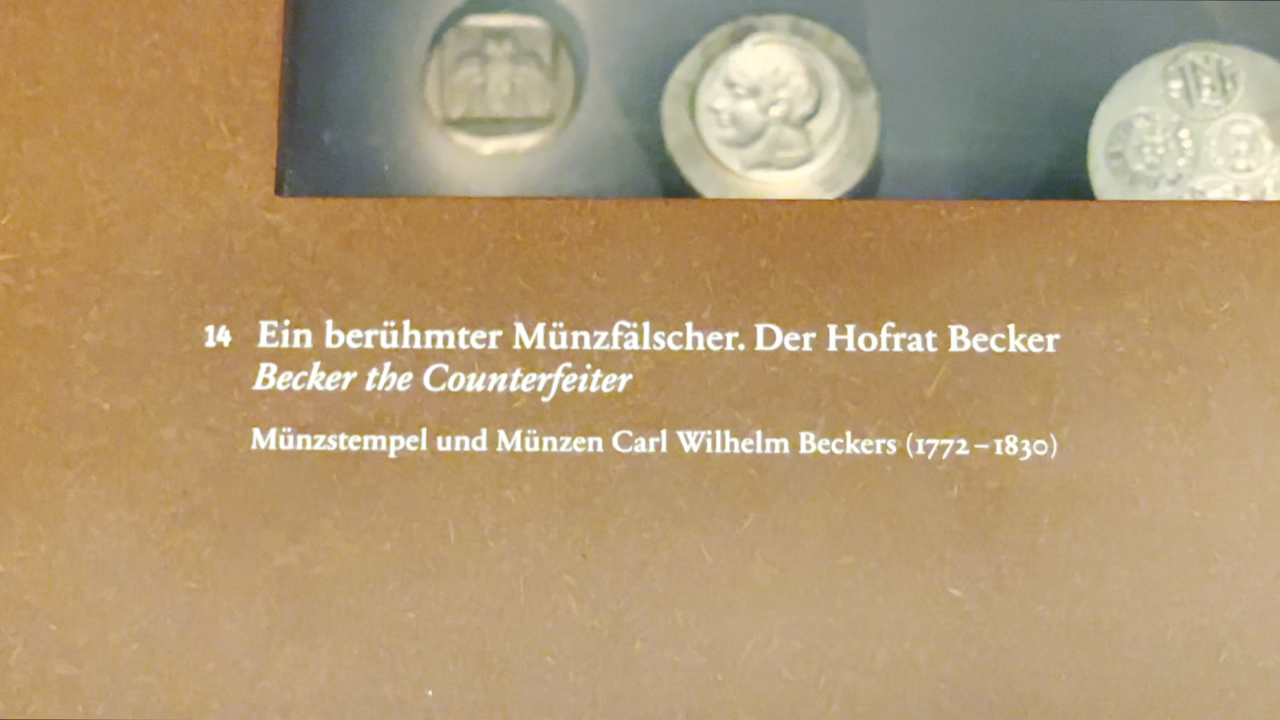 14 Ein berühmter Münzfälscher. Der Hofrat Becker
Becker the Counterfeiter
Münzstempel und Münzen Carl Wilhelm Beckers (1772–1830)